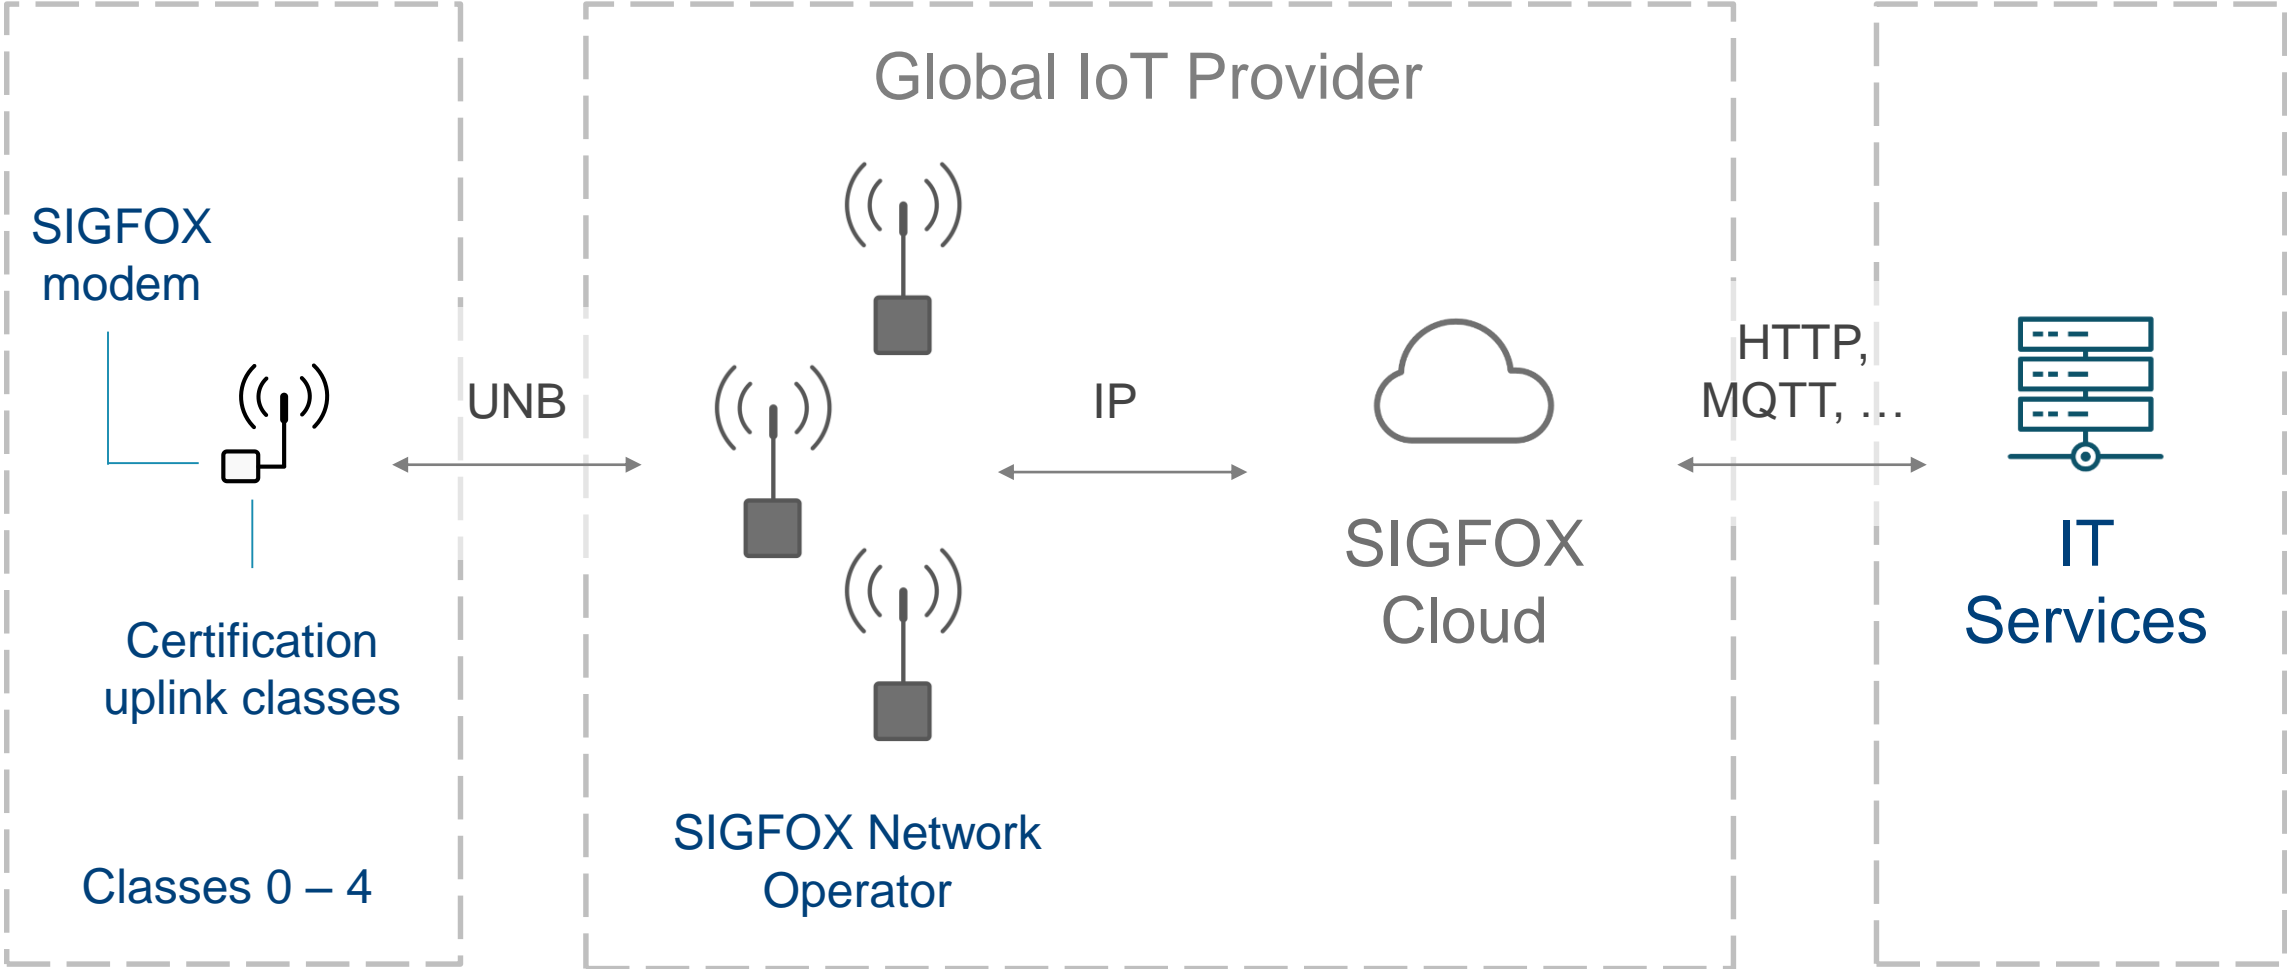 Global IoT Provider
SIGFOX
modem
UNB
IP
HTTP,
MQTT, …
SIGFOX
Cloud
IT
Services
Certification
uplink classes
SIGFOX Network
Operator
Classes 0 – 4